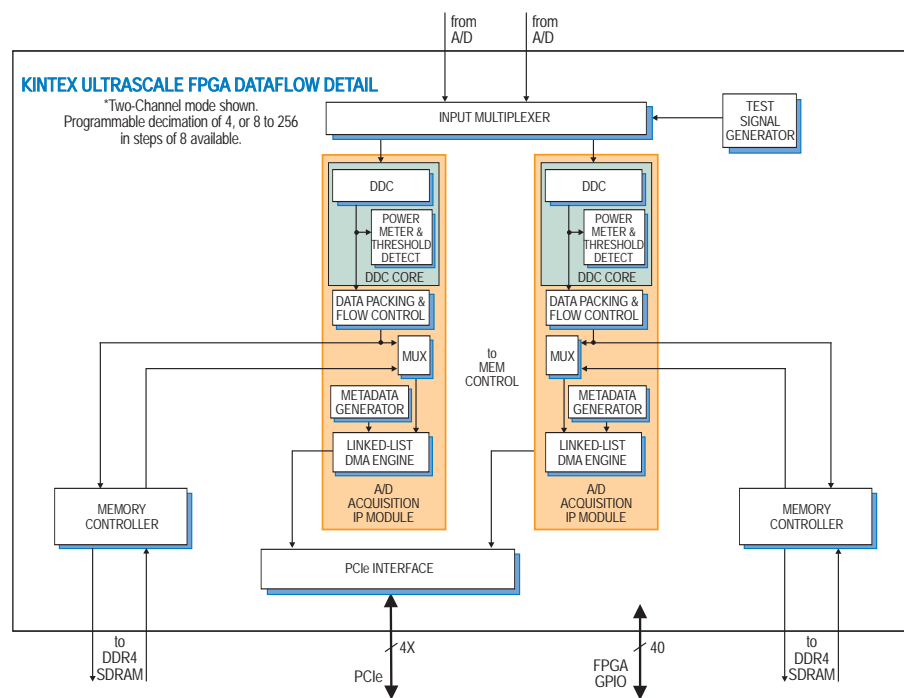 from
A/D
from
A/D
KINTEX ULTRASCALE FPGA DATAFLOW DETAIL
*Two-Channel mode shown.
Programmable decimation of 4, or 8 to 256
in steps of 8 available.
INPUT MULTIPLEXER
TEST
SIGNAL
GENERATOR
DDC
POWER
METER &
THRESHOLD
DETECT
DDC CORE
DATA PACKING &
FLOW CONTROL
MUX
METADATA
GENERATOR
LINKED-LIST
DMA ENGINE
A/D
ACQUISITION
IP MODULE
to
MEM
CONTROL
DDC
POWER
METER &
THRESHOLD
DETECT
DDC CORE
DATA PACKING &
FLOW CONTROL
MUX
METADATA
GENERATOR
LINKED-LIST
DMA ENGINE
A/D
ACQUISITION
IP MODULE
MEMORY
CONTROLLER
MEMORY
CONTROLLER
PCIe INTERFACE
to
DDR4
SDRAM
4X
PCIe
40
FPGA
GPIO
to
DDR4
SDRAM